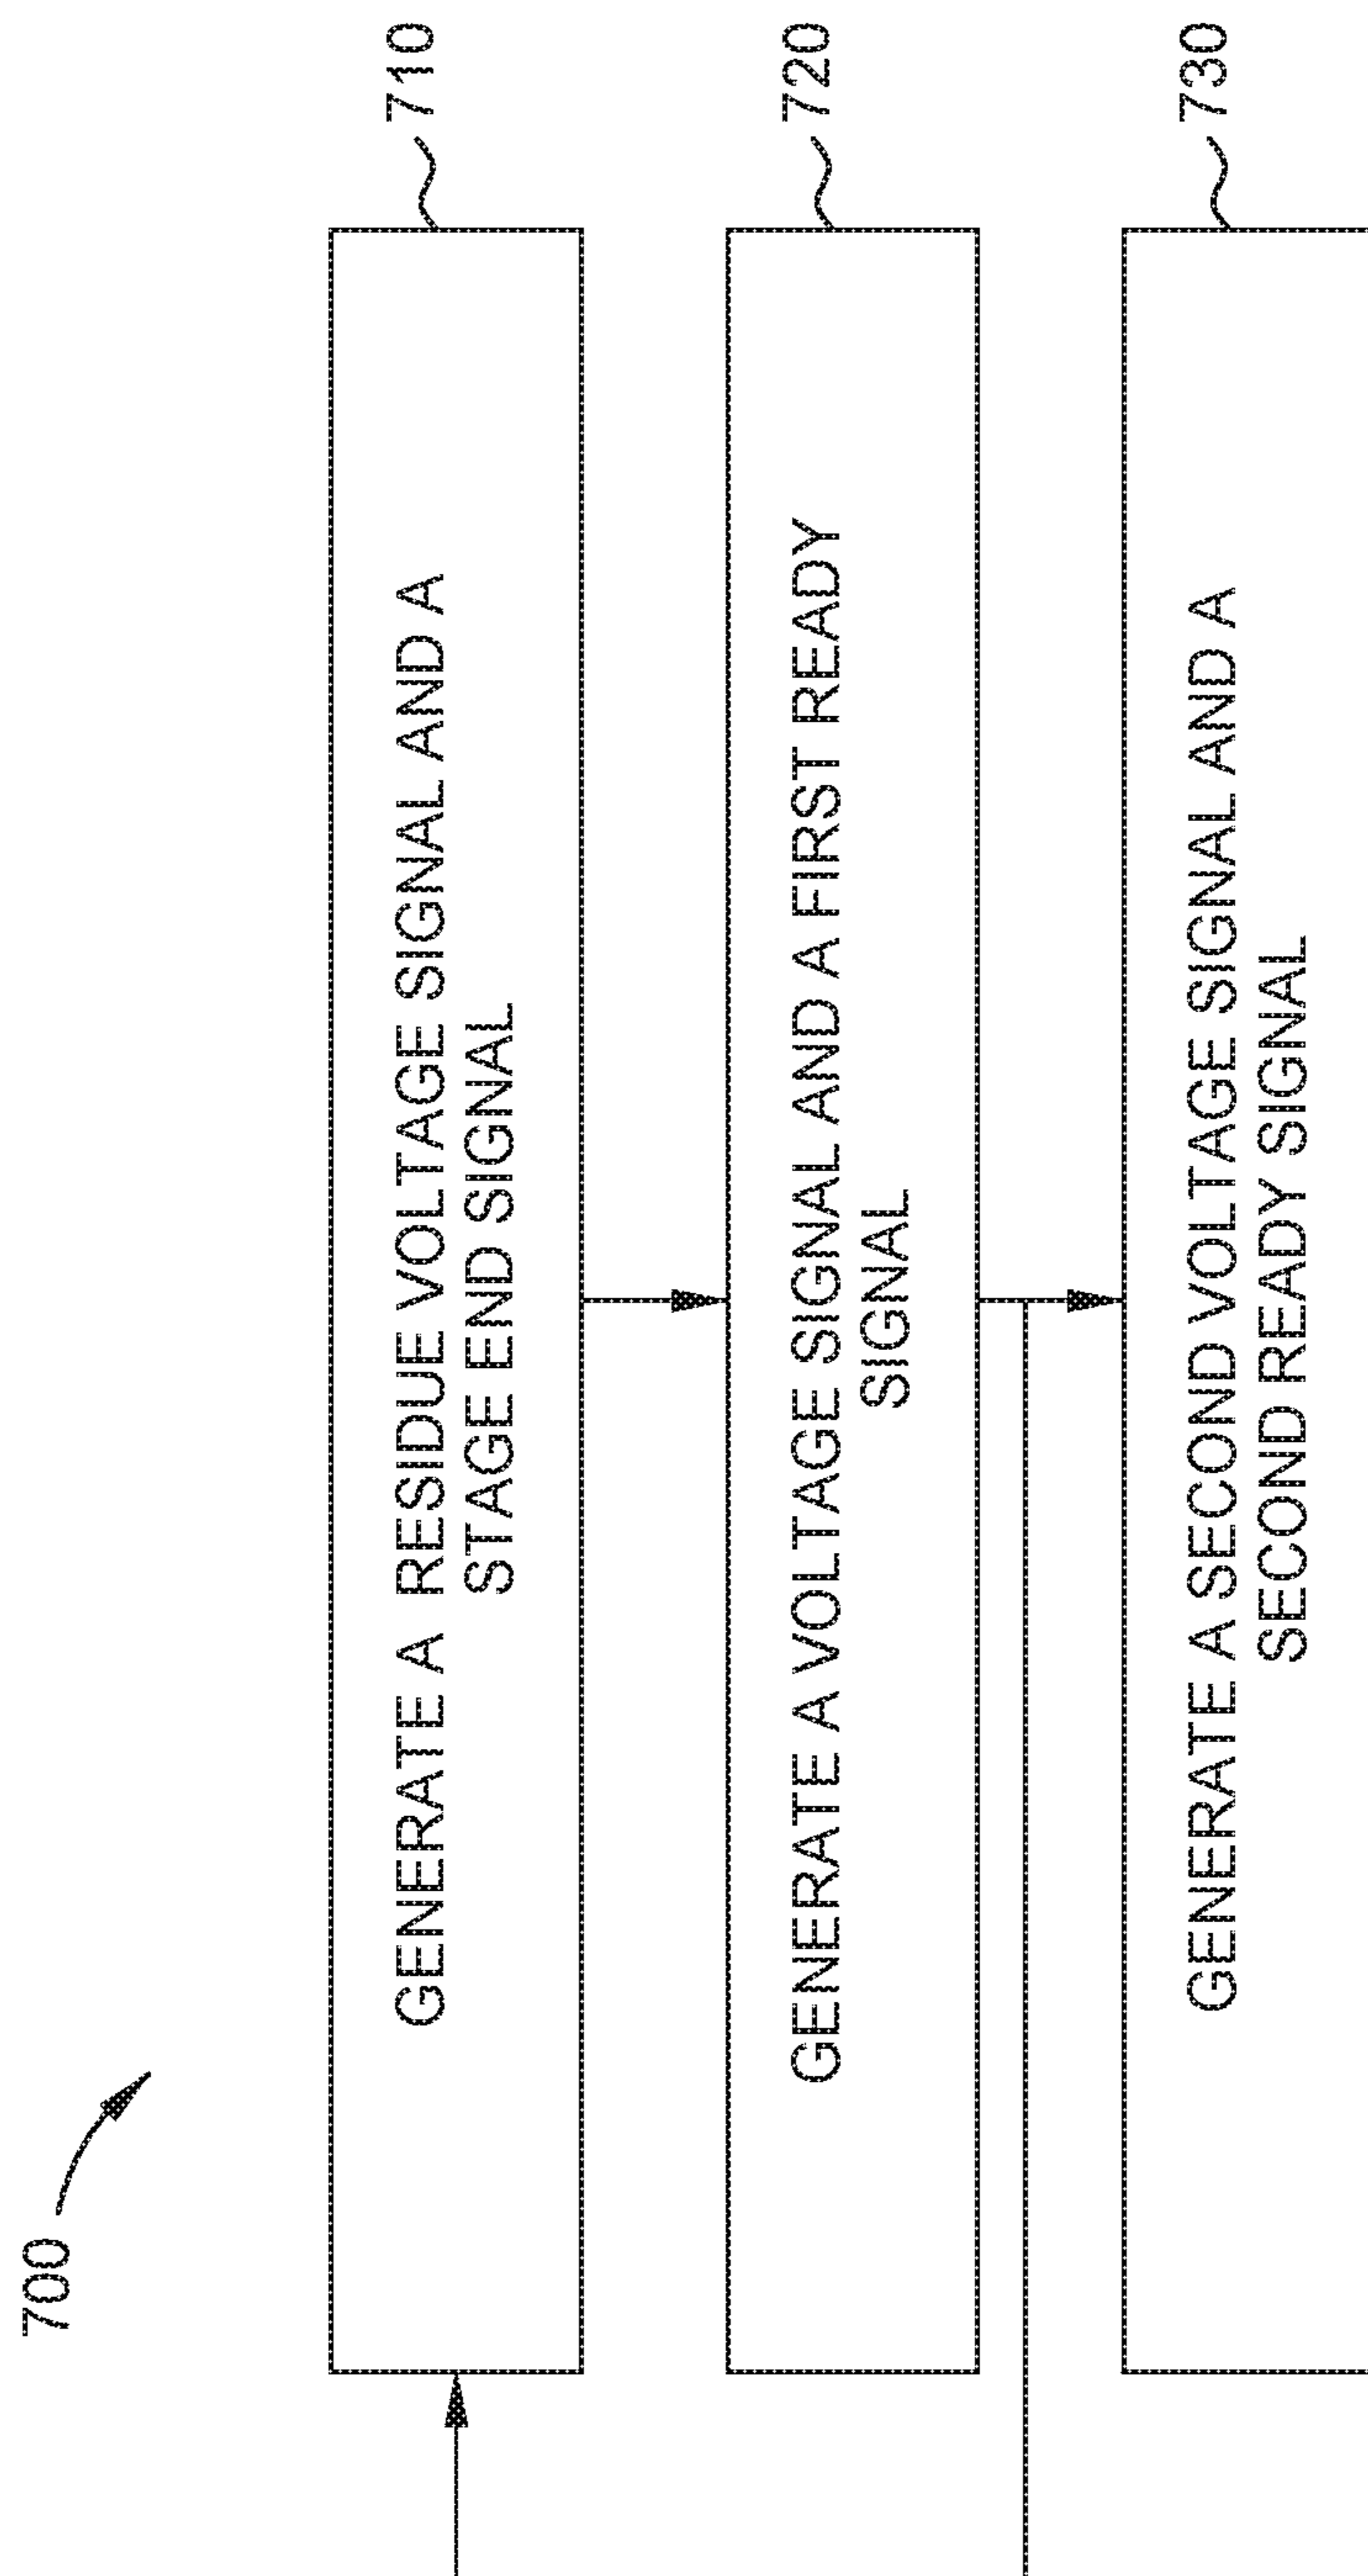 700
GENERATE A RESIDUE VOLTAGE SIGNAL AND A
STAGE END SIGNAL
710
GENERATE A VOLTAGE SIGNAL AND A FIRST READY
SIGNAL
720
GENERATE A SECOND VOLTAGE SIGNAL AND A
SECOND READY SIGNAL
730